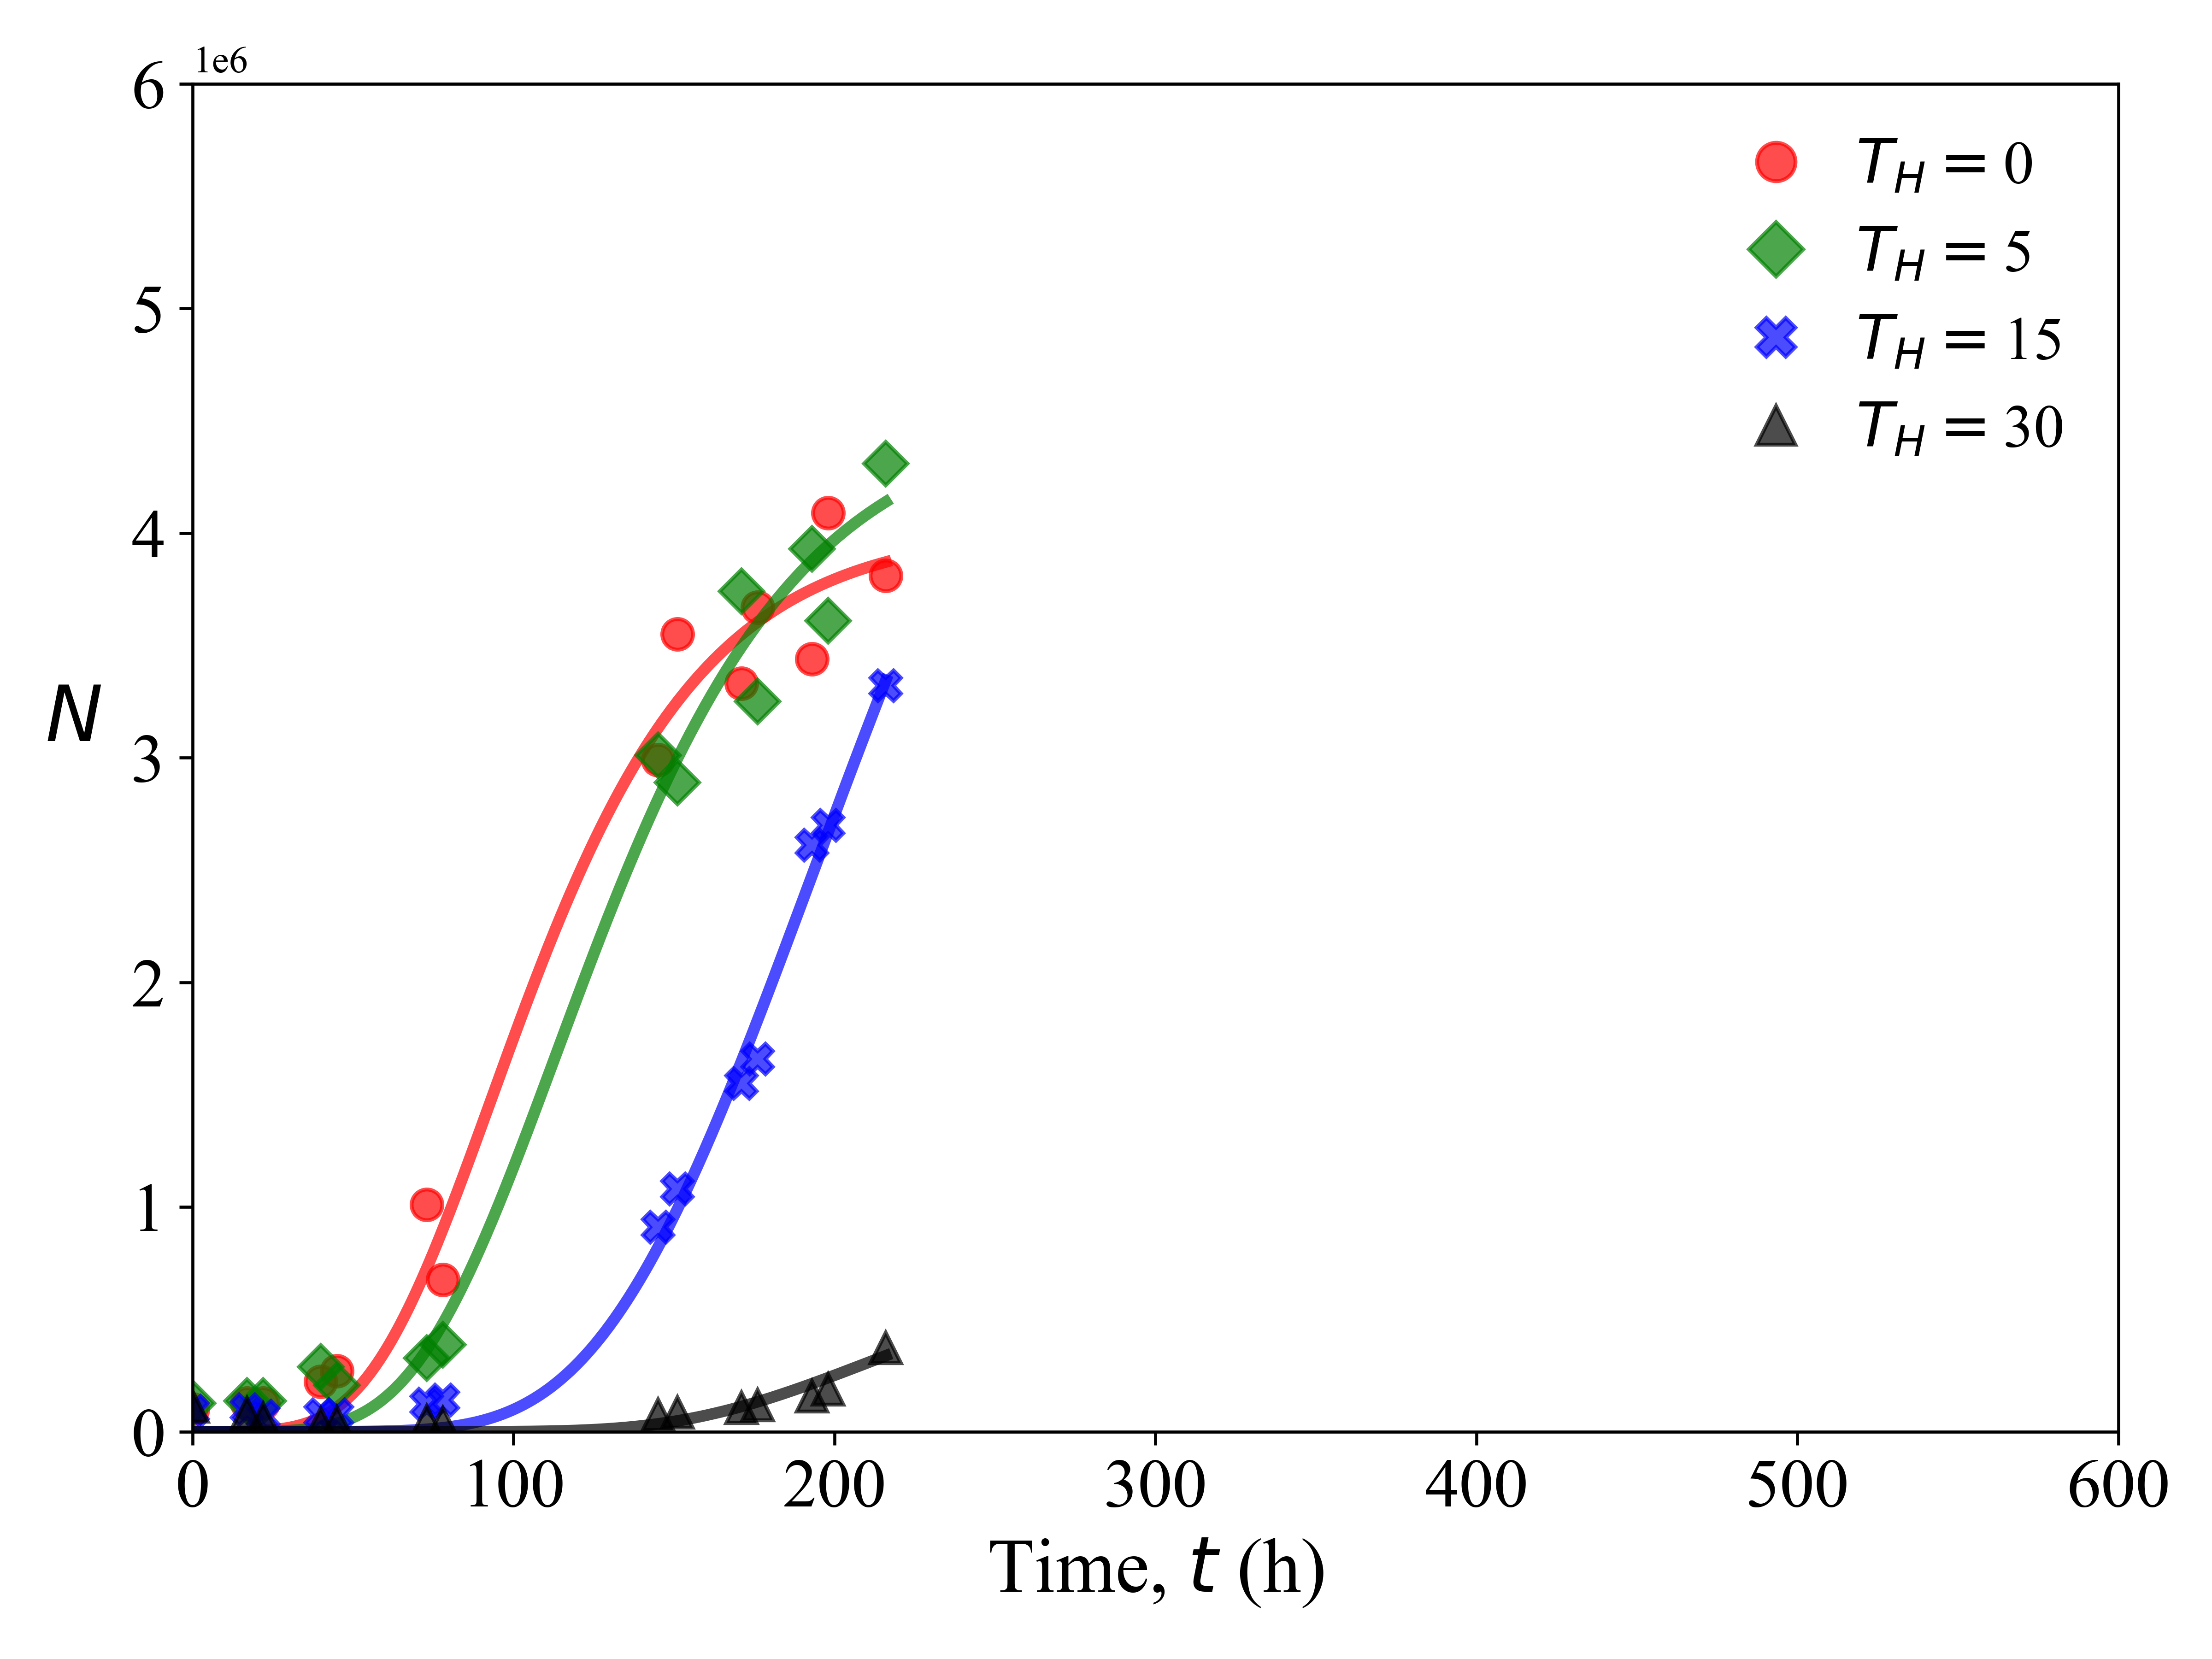 1e6
6
5
4
3
2
1
0
N
T_H = 0
T_H = 5
T_H = 15
T_H = 30
0 100 200 300 400 500 600
Time, t (h)